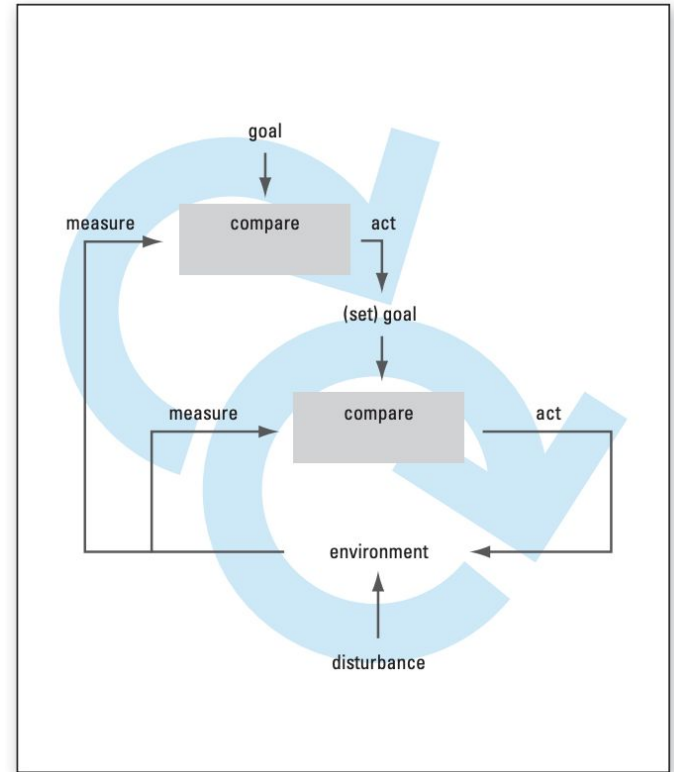 goal
measure
compare
act
(set) goal
measure
compare
act
environment
disturbance